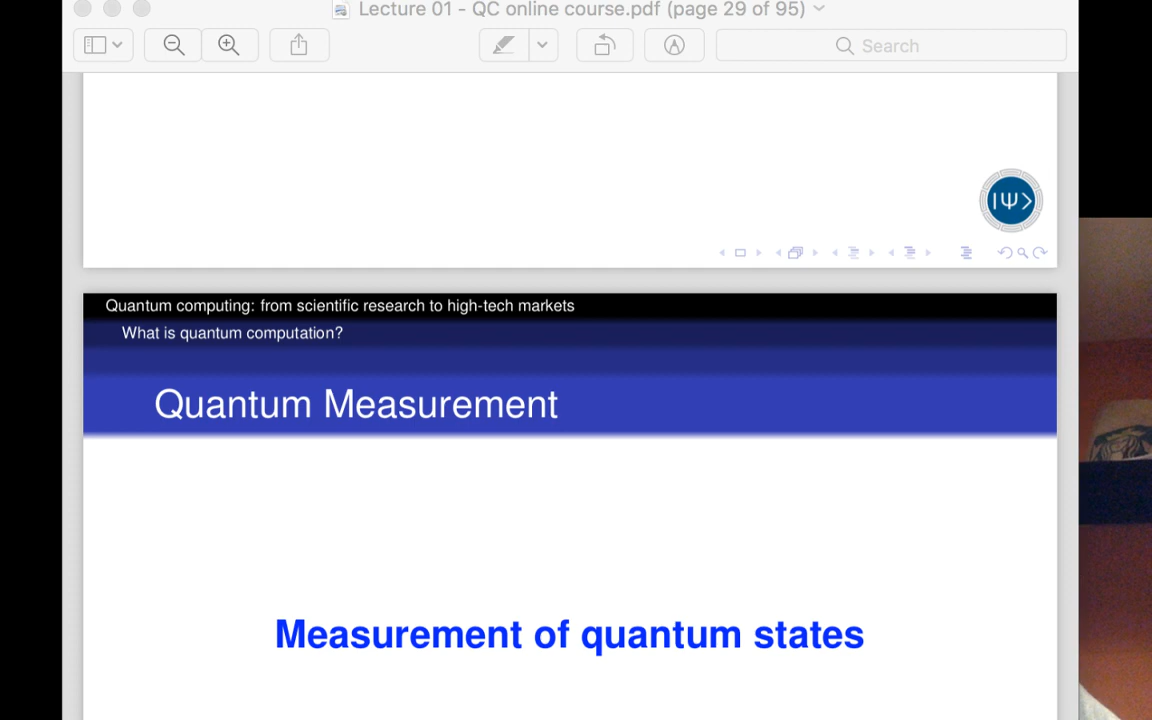 Lecture 01 - QC online course.pdf (page 29 of 95)
Search
|Ψ>
Quantum computing: from scientific research to high-tech markets
What is quantum computation?
Quantum Measurement
Measurement of quantum states